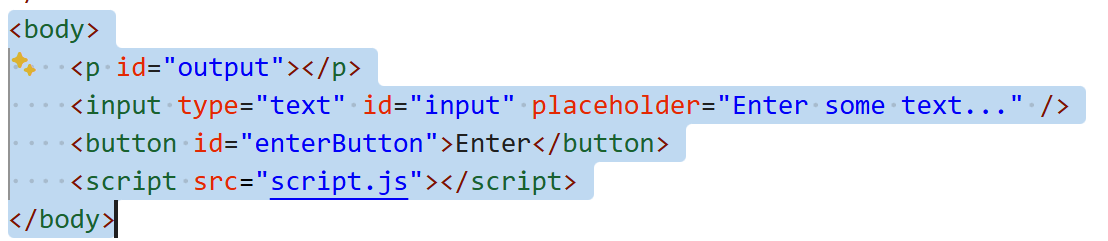 <body>
    <p id="output"></p>
    <input type="text" id="input" placeholder="Enter some text..." />
    <button id="enterButton">Enter</button>
    <script src="script.js"></script>
</body>